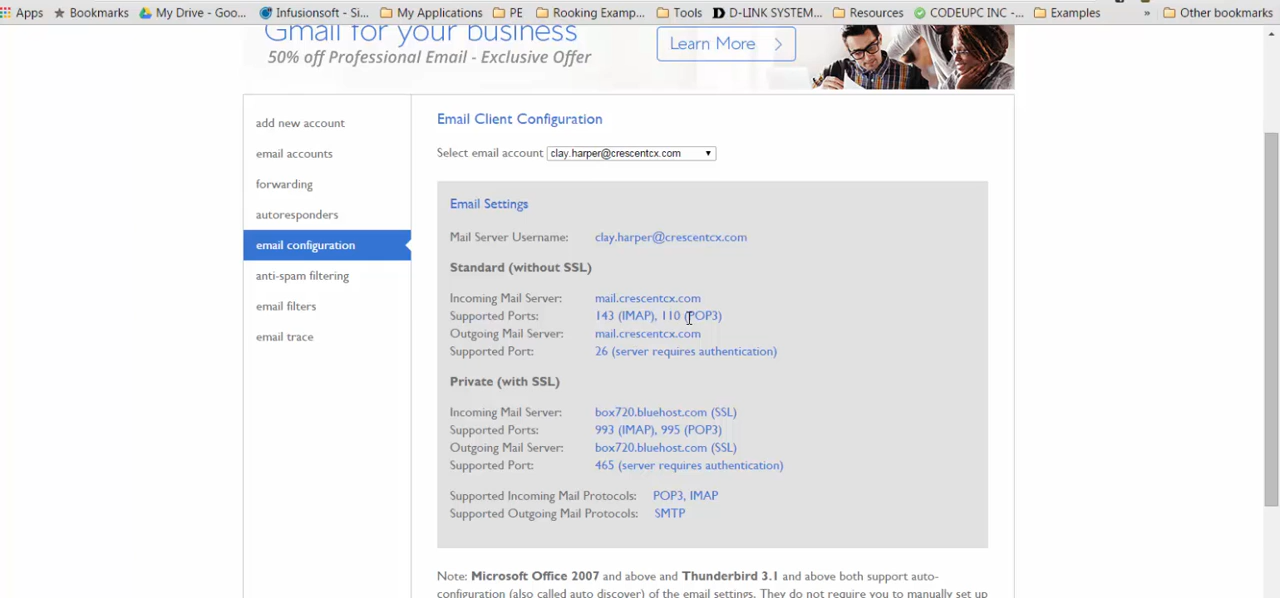 Apps Bookmarks My Drive - Goo... Infusionsoft - Si... My Applications PE Rooking Examp... Tools D-LINK SYSTEM... Resources CODEUPC INC -... Examples » Other bookmarks
Gmail for your business
50% off Professional Email - Exclusive Offer
Learn More
add new account
email accounts
forwarding
autoresponders
email configuration
anti-spam filtering
email filters
email trace
Email Client Configuration
Select email account clay.harper@crescentcx.com
Email Settings
Mail Server Username: clay.harper@crescentcx.com
Standard (without SSL)
Incoming Mail Server: mail.crescentcx.com
Supported Ports: 143 (IMAP), 110 (POP3)
Outgoing Mail Server: mail.crescentcx.com
Supported Port: 26 (server requires authentication)
Private (with SSL)
Incoming Mail Server: box720.bluehost.com (SSL)
Supported Ports: 993 (IMAP), 995 (POP3)
Outgoing Mail Server: box720.bluehost.com (SSL)
Supported Port: 465 (server requires authentication)
Supported Incoming Mail Protocols: POP3, IMAP
Supported Outgoing Mail Protocols: SMTP
Note: Microsoft Office 2007 and above and Thunderbird 3.1 and above both support auto-
configuration (also called auto discover) of the email settings. They do not require you to manually set up